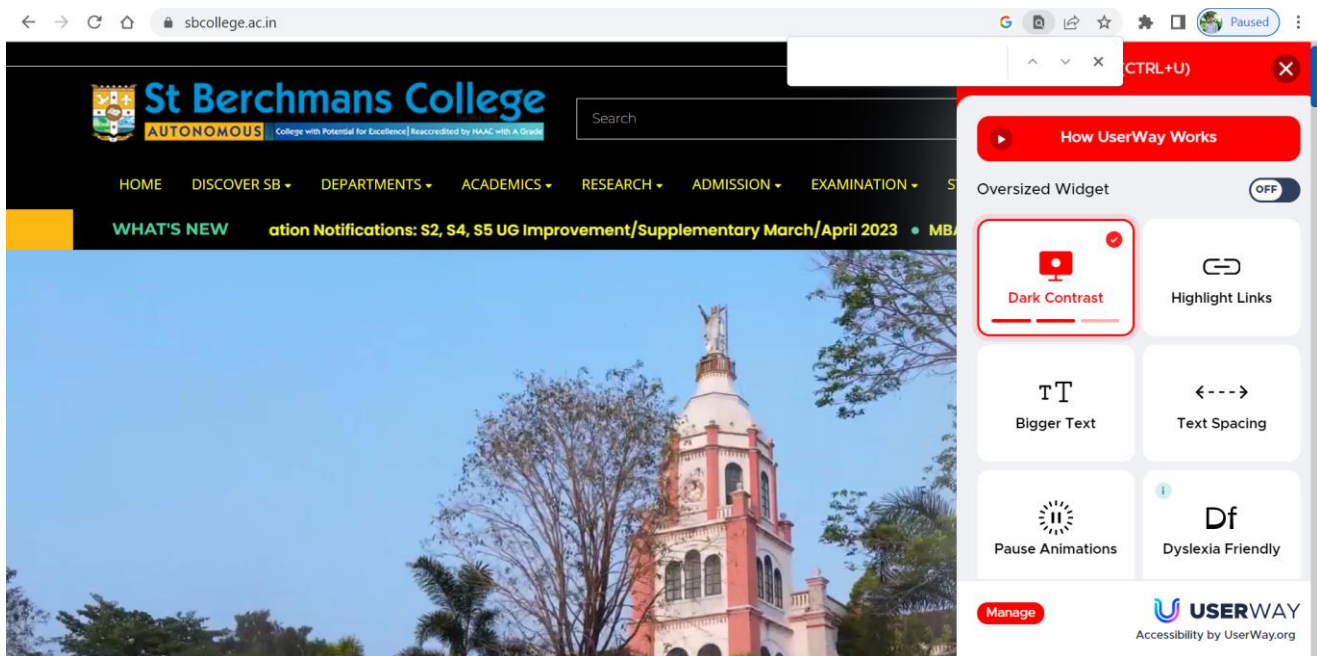 sbcollege.ac.in
Paused
(CTRL+U)
St Berchmans College
AUTONOMOUS College with Potential for Excellence| Reaccredited by NAAC with A Grade
Search
How UserWay Works
HOME DISCOVER SB DEPARTMENTS ACADEMICS RESEARCH ADMISSION EXAMINATION S
Oversized Widget OFF
WHAT'S NEW ation Notifications: S2, S4, S5 UG Improvement/Supplementary March/April 2023 • MBA
Dark Contrast
Highlight Links
TT
Bigger Text
Text Spacing
Df
Pause Animations
Dyslexia Friendly
Manage
USERWAY
Accessibility by UserWay.org